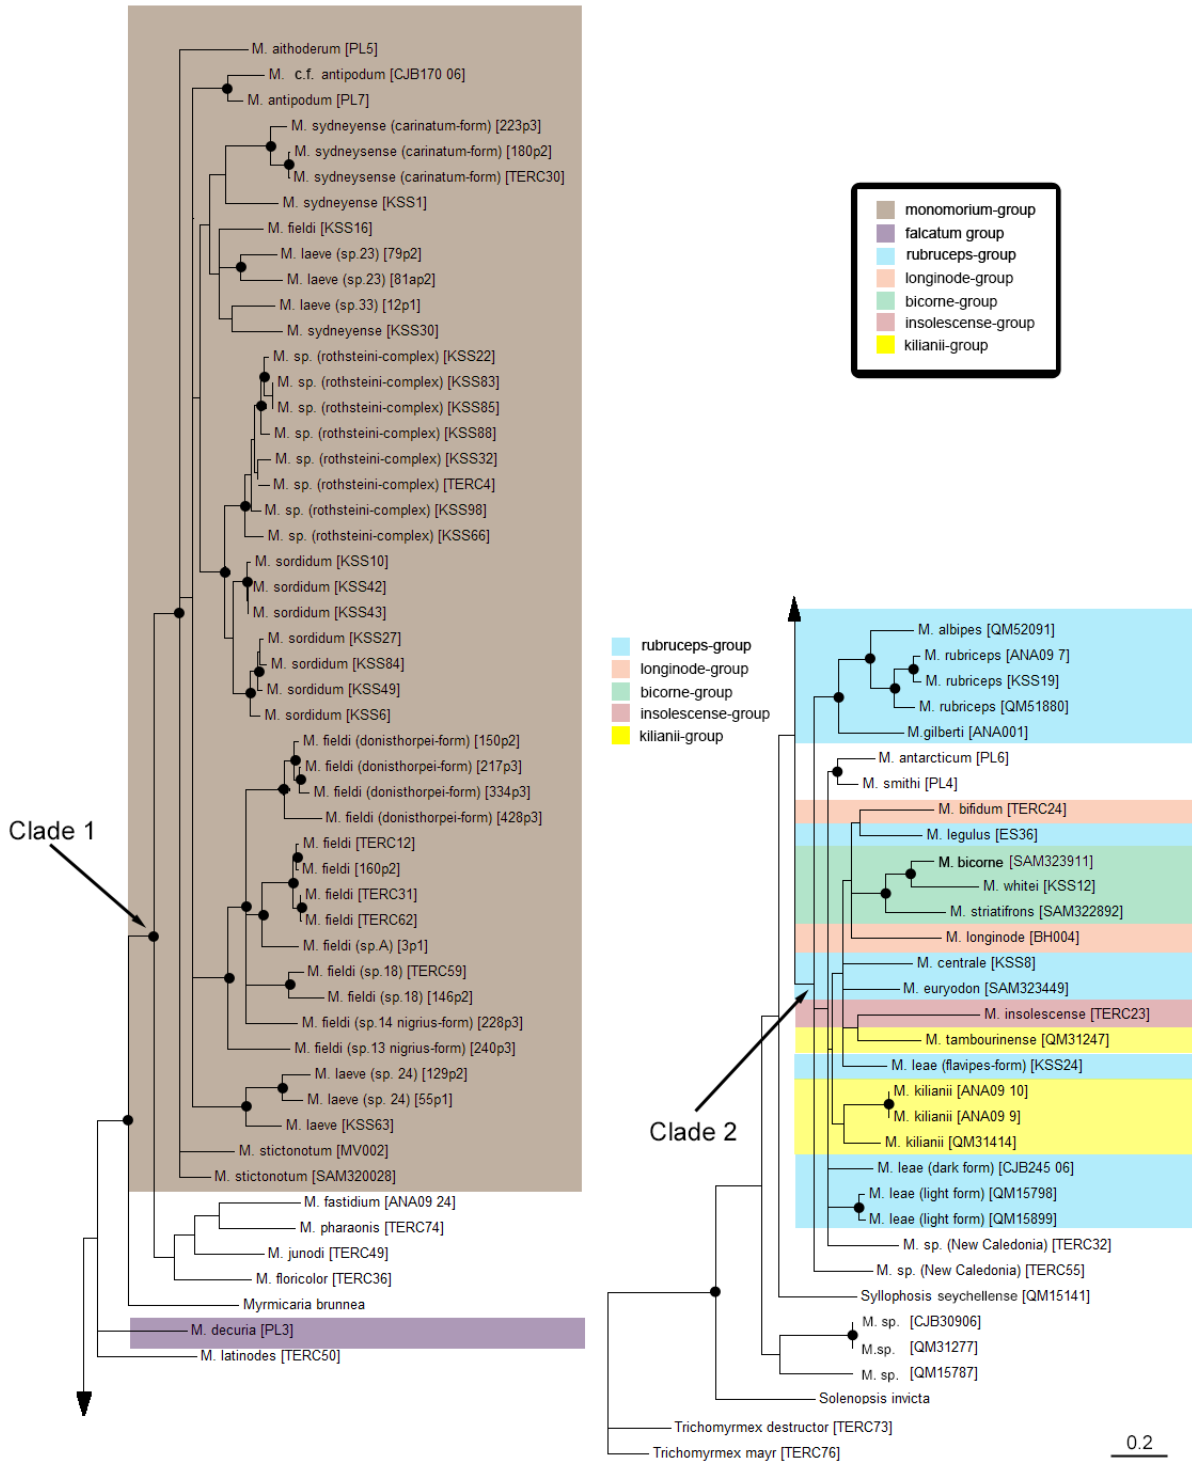 M. aithoderum [PL5]
M. c.f. antipodum [CJB170 06]
M. antipodum [PL7]
M. sydneyense (carinatum-form) [223p3]
M. sydneysense (carinatum-form) [180p2]
M. sydneysense (carinatum-form) [TERC30]
M. sydneyense [KSS1]
M. fieldi [KSS16]
M. laeve (sp.23) [79p2]
M. laeve (sp.23) [81ap2]
M. laeve (sp.33) [12p1]
M. sydneyense [KSS30]
M. sp. (rothsteini-complex) [KSS22]
M. sp. (rothsteini-complex) [KSS83]
M. sp. (rothsteini-complex) [KSS85]
M. sp. (rothsteini-complex) [KSS88]
M. sp. (rothsteini-complex) [KSS32]
M. sp. (rothsteini-complex) [TERC4]
M. sp. (rothsteini-complex) [KSS98]
M. sp. (rothsteini-complex) [KSS66]
M. sordidum [KSS10]
M. sordidum [KSS42]
M. sordidum [KSS43]
M. sordidum [KSS27]
M. sordidum [KSS84]
M. sordidum [KSS49]
M. sordidum [KSS6]
M. fieldi (donisthorpei-form) [150p2]
M. fieldi (donisthorpei-form) [217p3]
M. fieldi (donisthorpei-form) [334p3]
M. fieldi (donisthorpei-form) [428p3]
M. fieldi [TERC12]
M. fieldi [160p2]
M. fieldi [TERC31]
M. fieldi [TERC62]
M. fieldi (sp.A) [3p1]
M. fieldi (sp.18) [TERC59]
M. fieldi (sp.18) [146p2]
M. fieldi (sp.14 nigrius-form) [228p3]
M. fieldi (sp.13 nigrius-form) [240p3]
M. laeve (sp. 24) [129p2]
M. laeve (sp. 24) [55p1]
M. laeve [KSS63]
M. stictonotum [MV002]
M. stictonotum [SAM320028]
M. fastidium [ANA09 24]
M. pharaonis [TERC74]
M. junodi [TERC49]
M. floricolor [TERC36]
Myrmicaria brunnea
M. decuria [PL3]
M. latinodes [TERC50]
Clade 1
monomorium-group
falcatum group
rubruceps-group
longinode-group
bicorne-group
insolescense-group
kilianii-group
rubruceps-group
longinode-group
bicorne-group
insolescense-group
kilianii-group
M. albipes [QM52091]
M. rubriceps [ANA09 7]
M. rubriceps [KSS19]
M. rubriceps [QM51880]
M.gilberti [ANA001]
M. antarcticum [PL6]
M. smithi [PL4]
M. bifidum [TERC24]
M. legulus [ES36]
M. bicorne [SAM323911]
M. whitei [KSS12]
M. striatifrons [SAM322892]
M. longinode [BH004]
M. centrale [KSS8]
M. euryodon [SAM323449]
M. insolescense [TERC23]
M. tambourinense [QM31247]
M. leae (flavipes-form) [KSS24]
M. kilianii [ANA09 10]
M. kilianii [ANA09 9]
M. kilianii [QM31414]
M. leae (dark form) [CJB245 06]
M. leae (light form) [QM15798]
M. leae (light form) [QM15899]
M. sp. (New Caledonia) [TERC32]
M. sp. (New Caledonia) [TERC55]
Syllophosis seychellense [QM15141]
M. sp. [CJB30906]
M.sp. [QM31277]
M. sp. [QM15787]
Solenopsis invicta
Trichomyrmex destructor [TERC73]
Trichomyrmex mayr [TERC76]
Clade 2
0.2